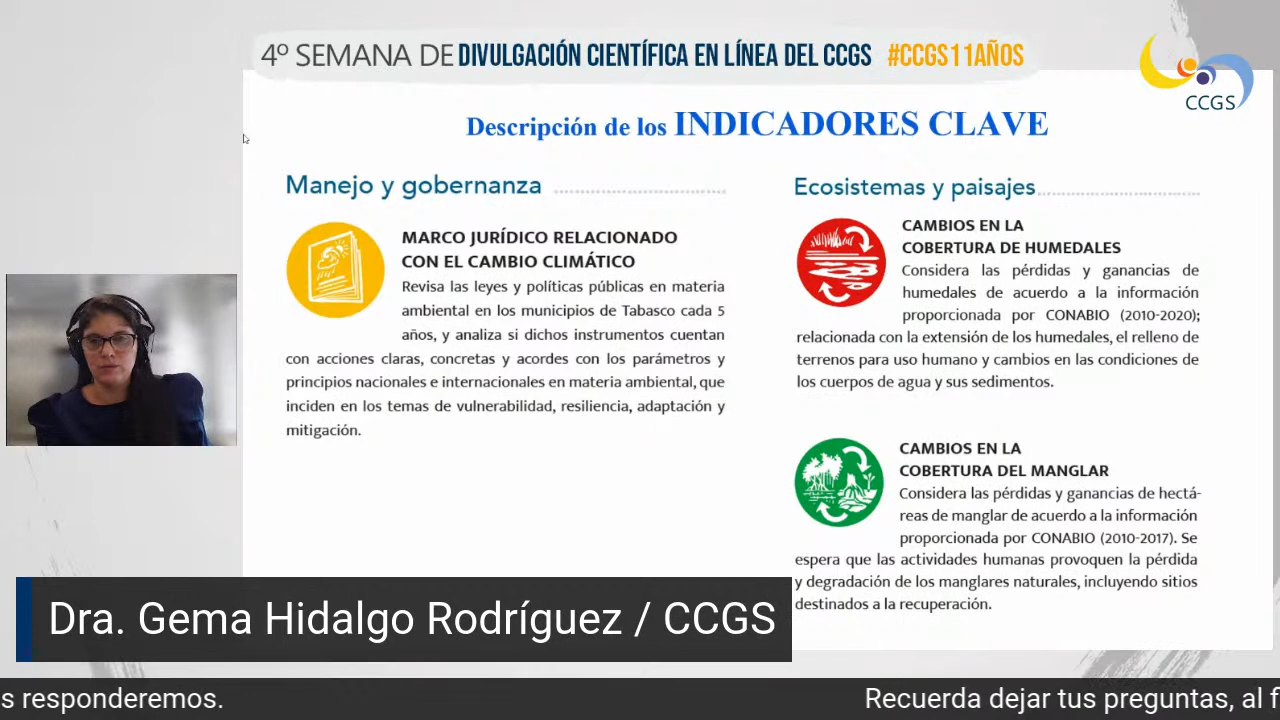 4º SEMANA DE DIVULGACIÓN CIENTÍFICA EN LÍNEA DEL CCGS #CCGS11AÑOS
CCGS
Descripción de los INDICADORES CLAVE
Manejo y gobernanza
MARCO JURÍDICO RELACIONADO
CON EL CAMBIO CLIMÁTICO
Revisa las leyes y políticas públicas en materia
ambiental en los municipios de Tabasco cada 5
años, y analiza si dichos instrumentos cuentan
con acciones claras, concretas y acordes con los parámetros y
principios nacionales e internacionales en materia ambiental, que
inciden en los temas de vulnerabilidad, resiliencia, adaptación y
mitigación.
Ecosistemas y paisajes
CAMBIOS EN LA
COBERTURA DE HUMEDALES
Considera las pérdidas y ganancias de
humedales de acuerdo a la información
proporcionada por CONABIO (2010-2020);
relacionada con la extensión de los humedales, el relleno de
terrenos para uso humano y cambios en las condiciones de
los cuerpos de agua y sus sedimentos.
CAMBIOS EN LA
COBERTURA DEL MANGLAR
Considera las pérdidas y ganancias de hectá-
reas de manglar de acuerdo a la información
proporcionada por CONABIO (2010-2017). Se
espera que las actividades humanas provoquen la pérdida
y degradación de los manglares naturales, incluyendo sitios
destinados a la recuperación.
Dra. Gema Hidalgo Rodríguez / CCGS
s responderemos. Recuerda dejar tus preguntas, al f